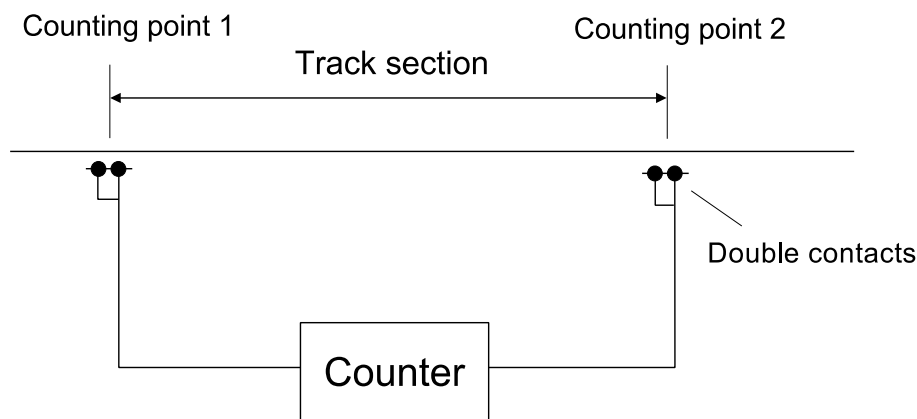 Counting point 1
Counting point 2
Track section
Double contacts
Counter